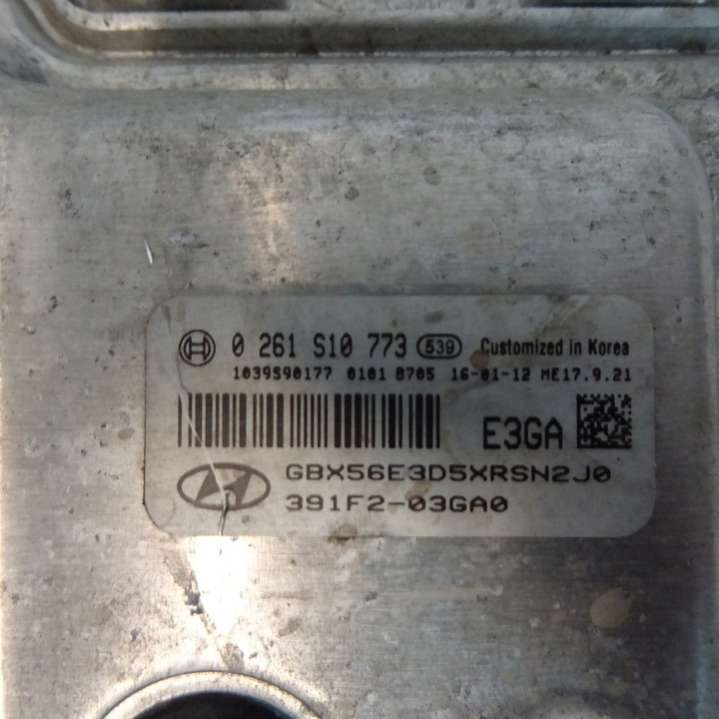 0 261 S10 773 539 Customized in Korea
1039S90177 0101 8705 16-01-12 ME17.9.21
E3GA
GBX56E3D5XRSN2J0
391F2-03GA0